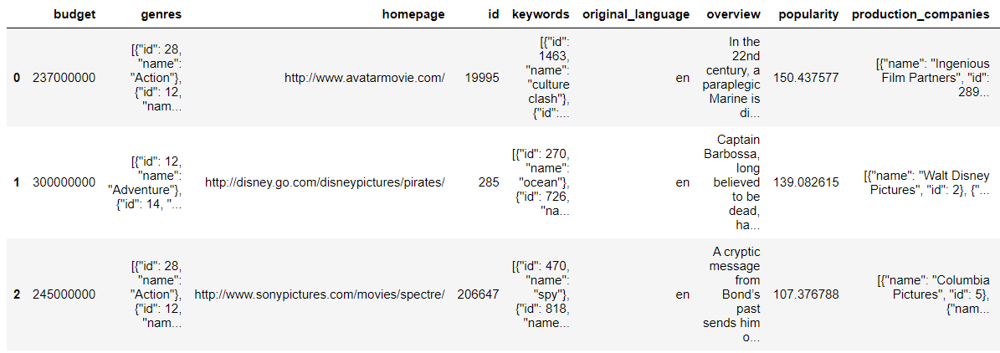 budget genres homepage id keywords original_language overview popularity production_companies
0 237000000 [{"id": 28, "name": "Action"}, {"id": 12, "nam... http://www.avatarmovie.com/ 19995 [{"id": 1463, "name": "culture clash"}, {"id":... en In the 22nd century, a paraplegic Marine is di... 150.437577 [{"name": "Ingenious Film Partners", "id": 289...
1 300000000 [{"id": 12, "name": "Adventure"}, {"id": 14, "... http://disney.go.com/disneypictures/pirates/ 285 [{"id": 270, "name": "ocean"}, {"id": 726, "na... en Captain Barbossa, long believed to be dead, ha... 139.082615 [{"name": "Walt Disney Pictures", "id": 2}, {"...
2 245000000 [{"id": 28, "name": "Action"}, {"id": 12, "nam... http://www.sonypictures.com/movies/spectre/ 206647 [{"id": 470, "name": "spy"}, {"id": 818, "name... en A cryptic message from Bond’s past sends him o... 107.376788 [{"name": "Columbia Pictures", "id": 5}, {"nam...